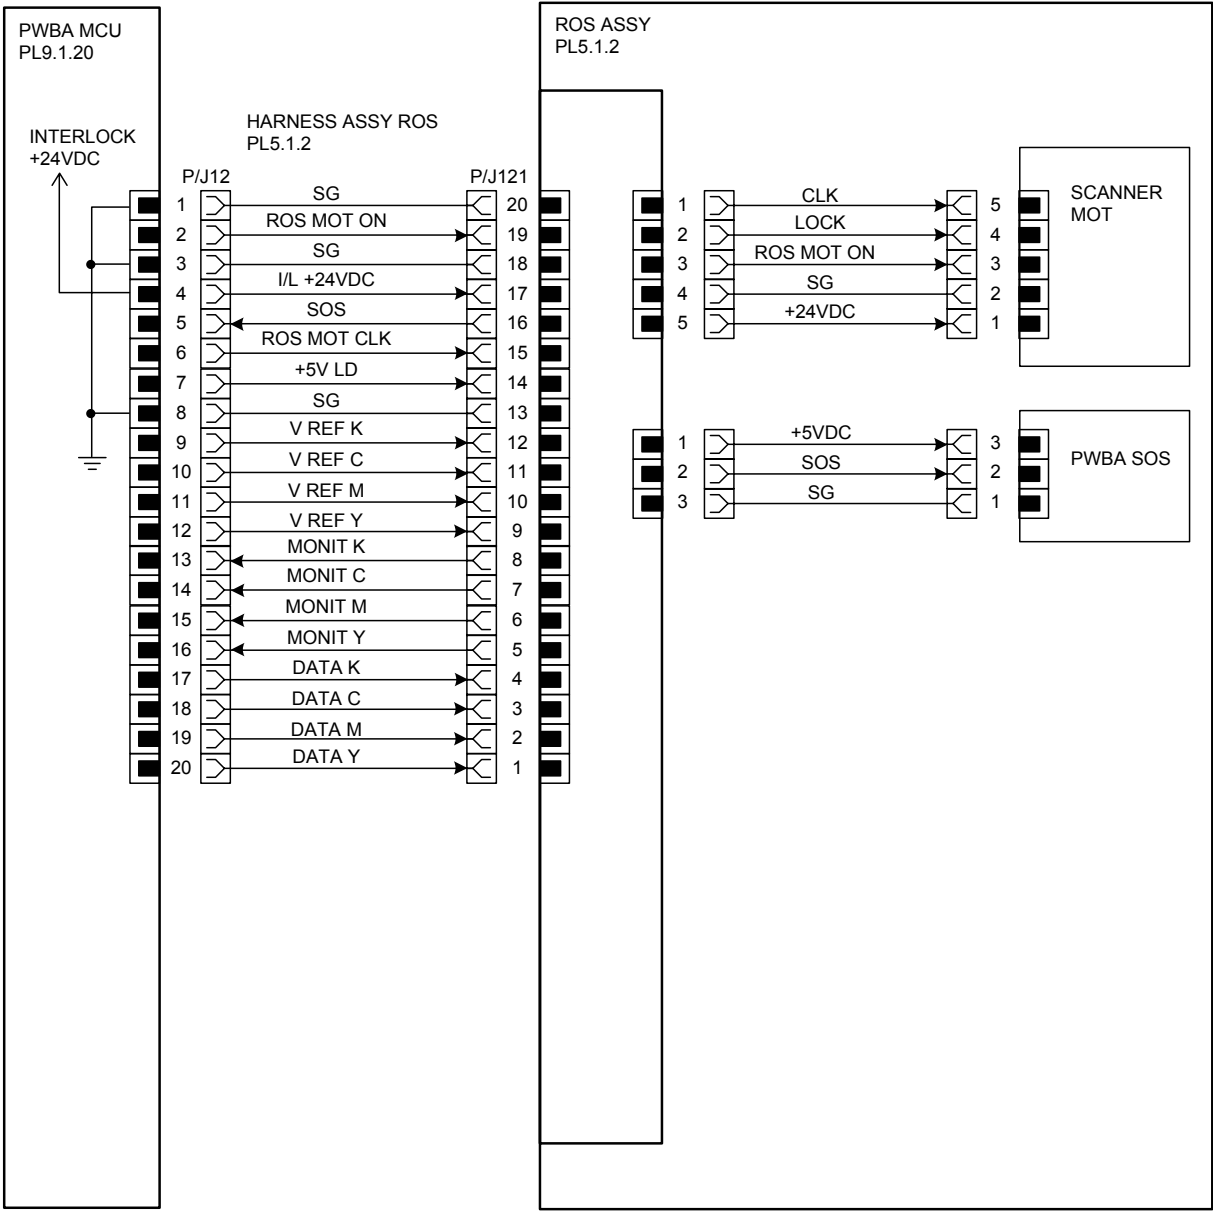 PWBA MCU
PL9.1.20
ROS ASSY
PL5.1.2
INTERLOCK
+24VDC
HARNESS ASSY ROS
PL5.1.2
P/J12
P/J121
1 SG 20
2 ROS MOT ON 19
3 SG 18
4 I/L +24VDC 17
5 SOS 16
6 ROS MOT CLK 15
7 +5V LD 14
8 SG 13
9 V REF K 12
10 V REF C 11
11 V REF M 10
12 V REF Y 9
13 MONIT K 8
14 MONIT C 7
15 MONIT M 6
16 MONIT Y 5
17 DATA K 4
18 DATA C 3
19 DATA M 2
20 DATA Y 1
1 CLK 5
2 LOCK 4
3 ROS MOT ON 3
4 SG 2
5 +24VDC 1
SCANNER
MOT
1 +5VDC 3
2 SOS 2
3 SG 1
PWBA SOS